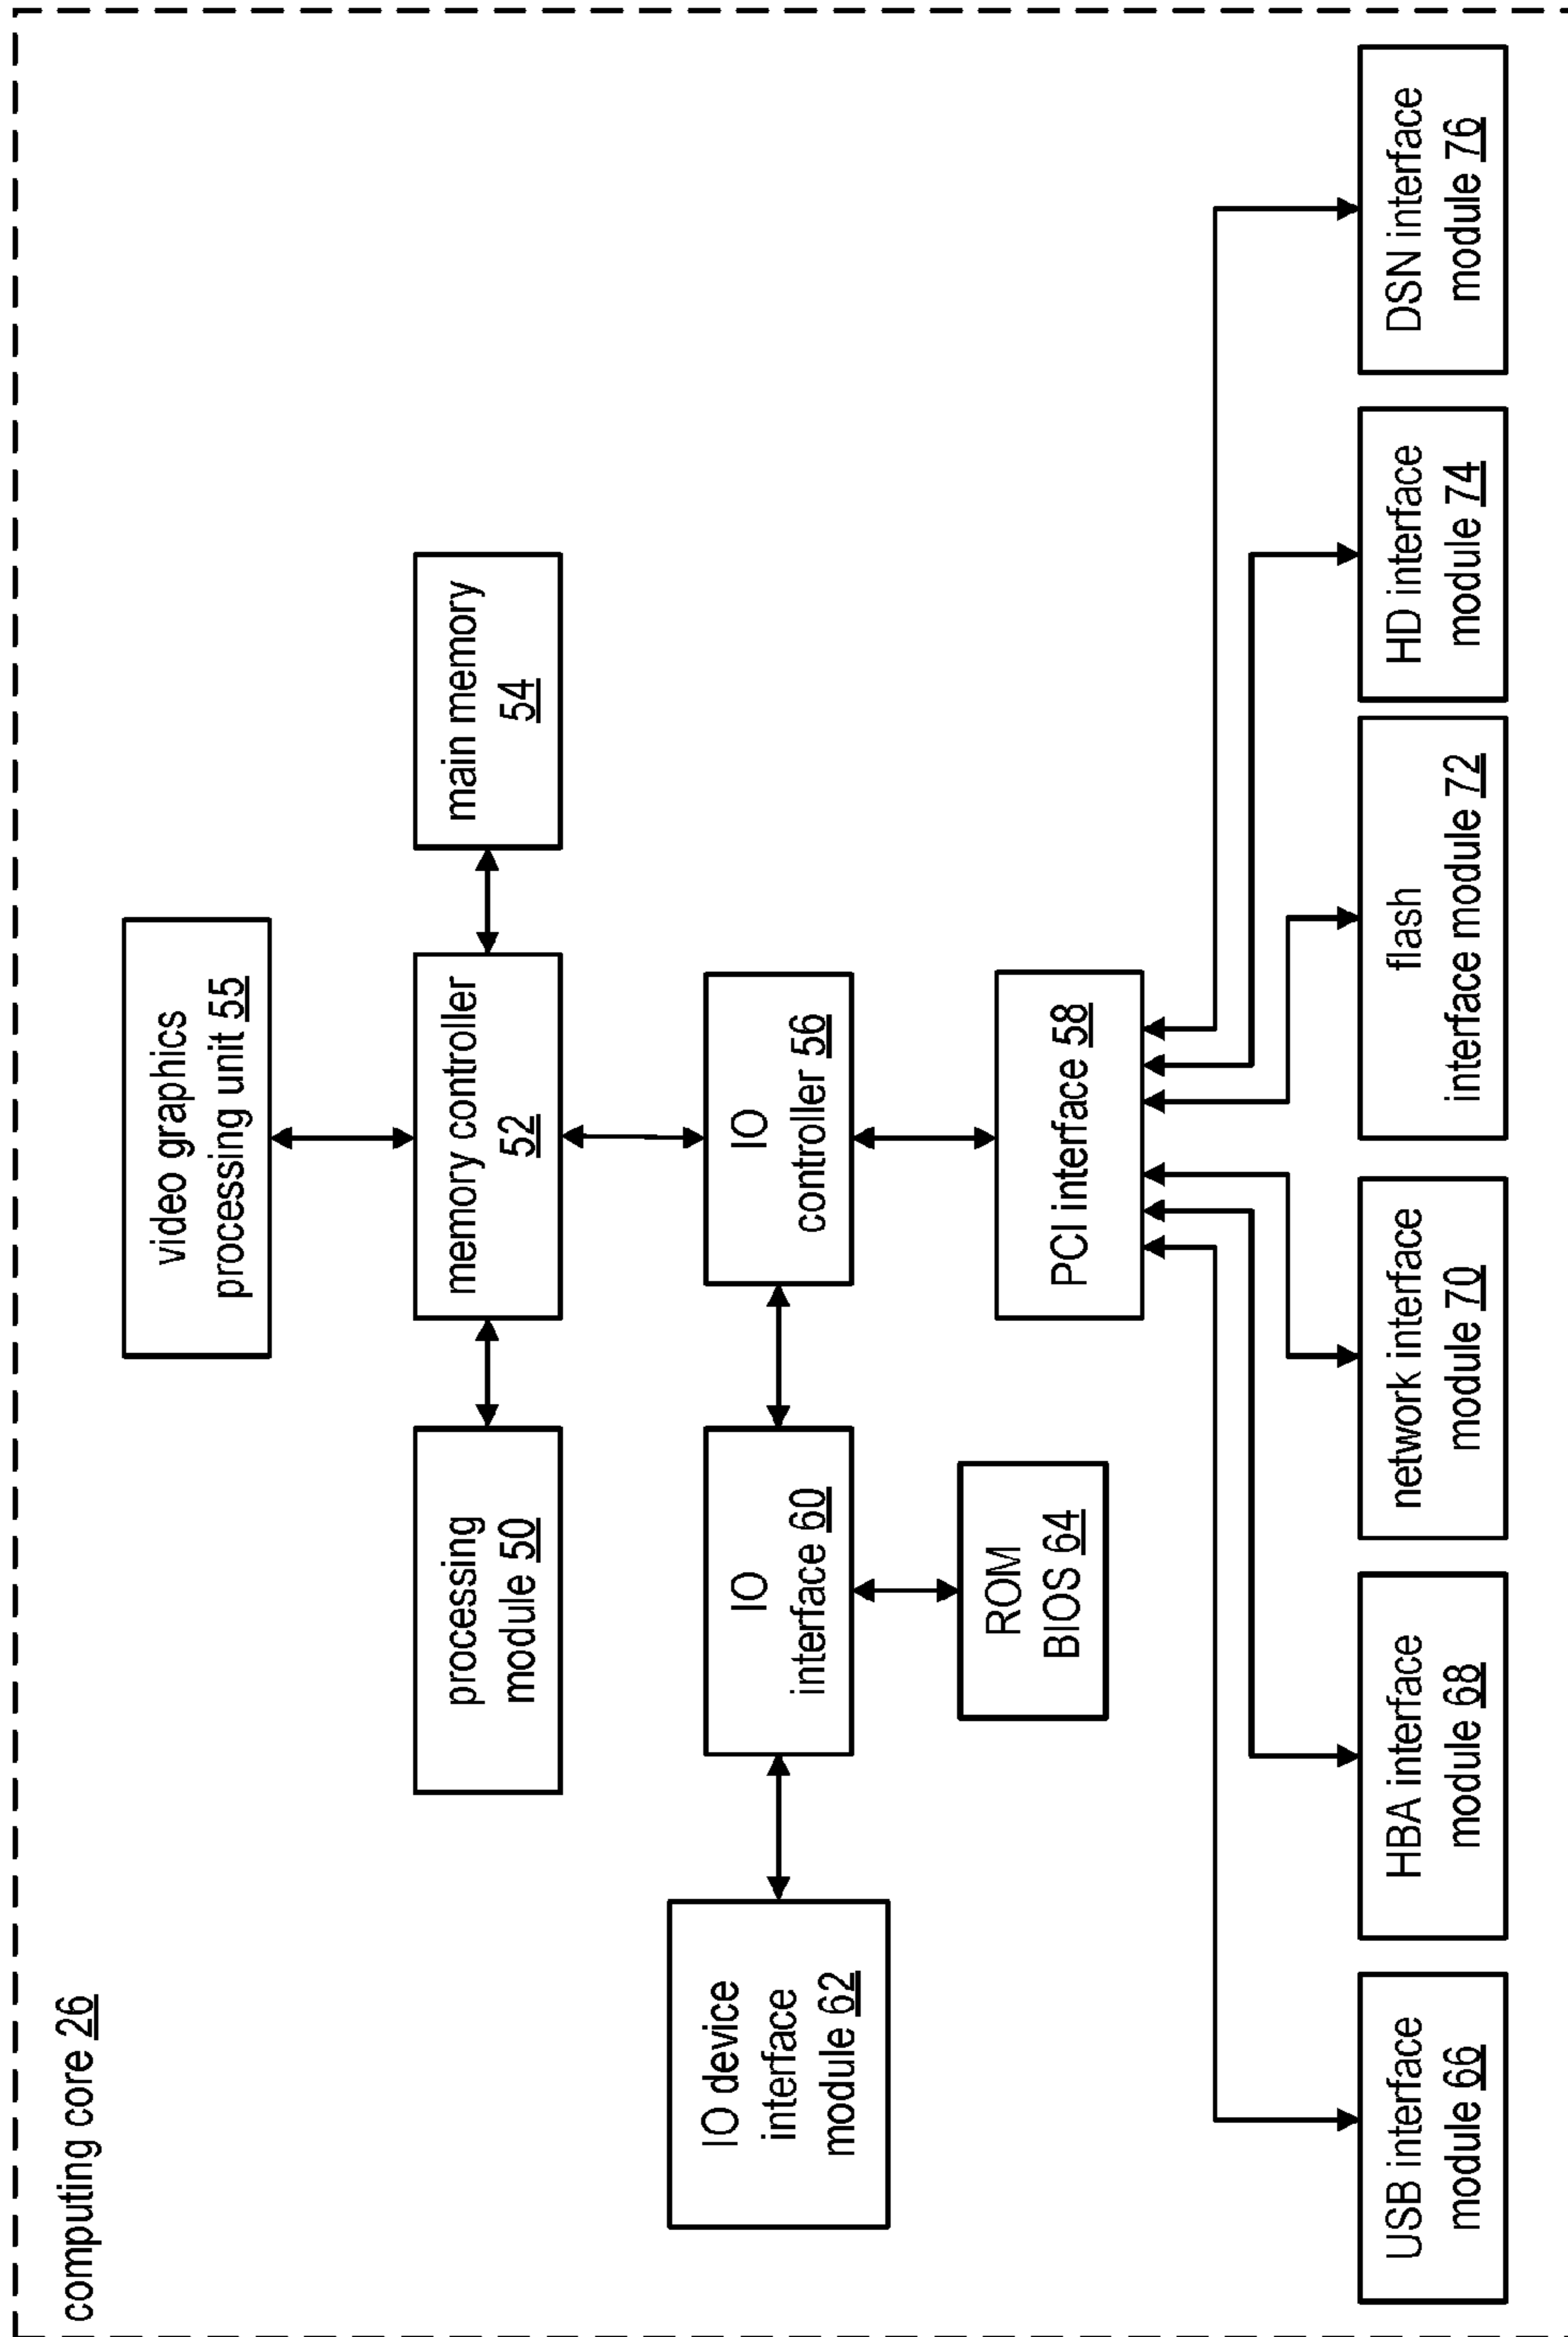 computing core 26
video graphics
processing unit 55
processing
module 50
memory controller
52
main memory
54
IO device
interface
module 62
IO
interface 60
IO
controller 56
ROM
BIOS 64
PCI interface 58
USB interface
module 66
HBA interface
module 68
network interface
module 70
flash
interface module 72
HD interface
module 74
DSN interface
module 76